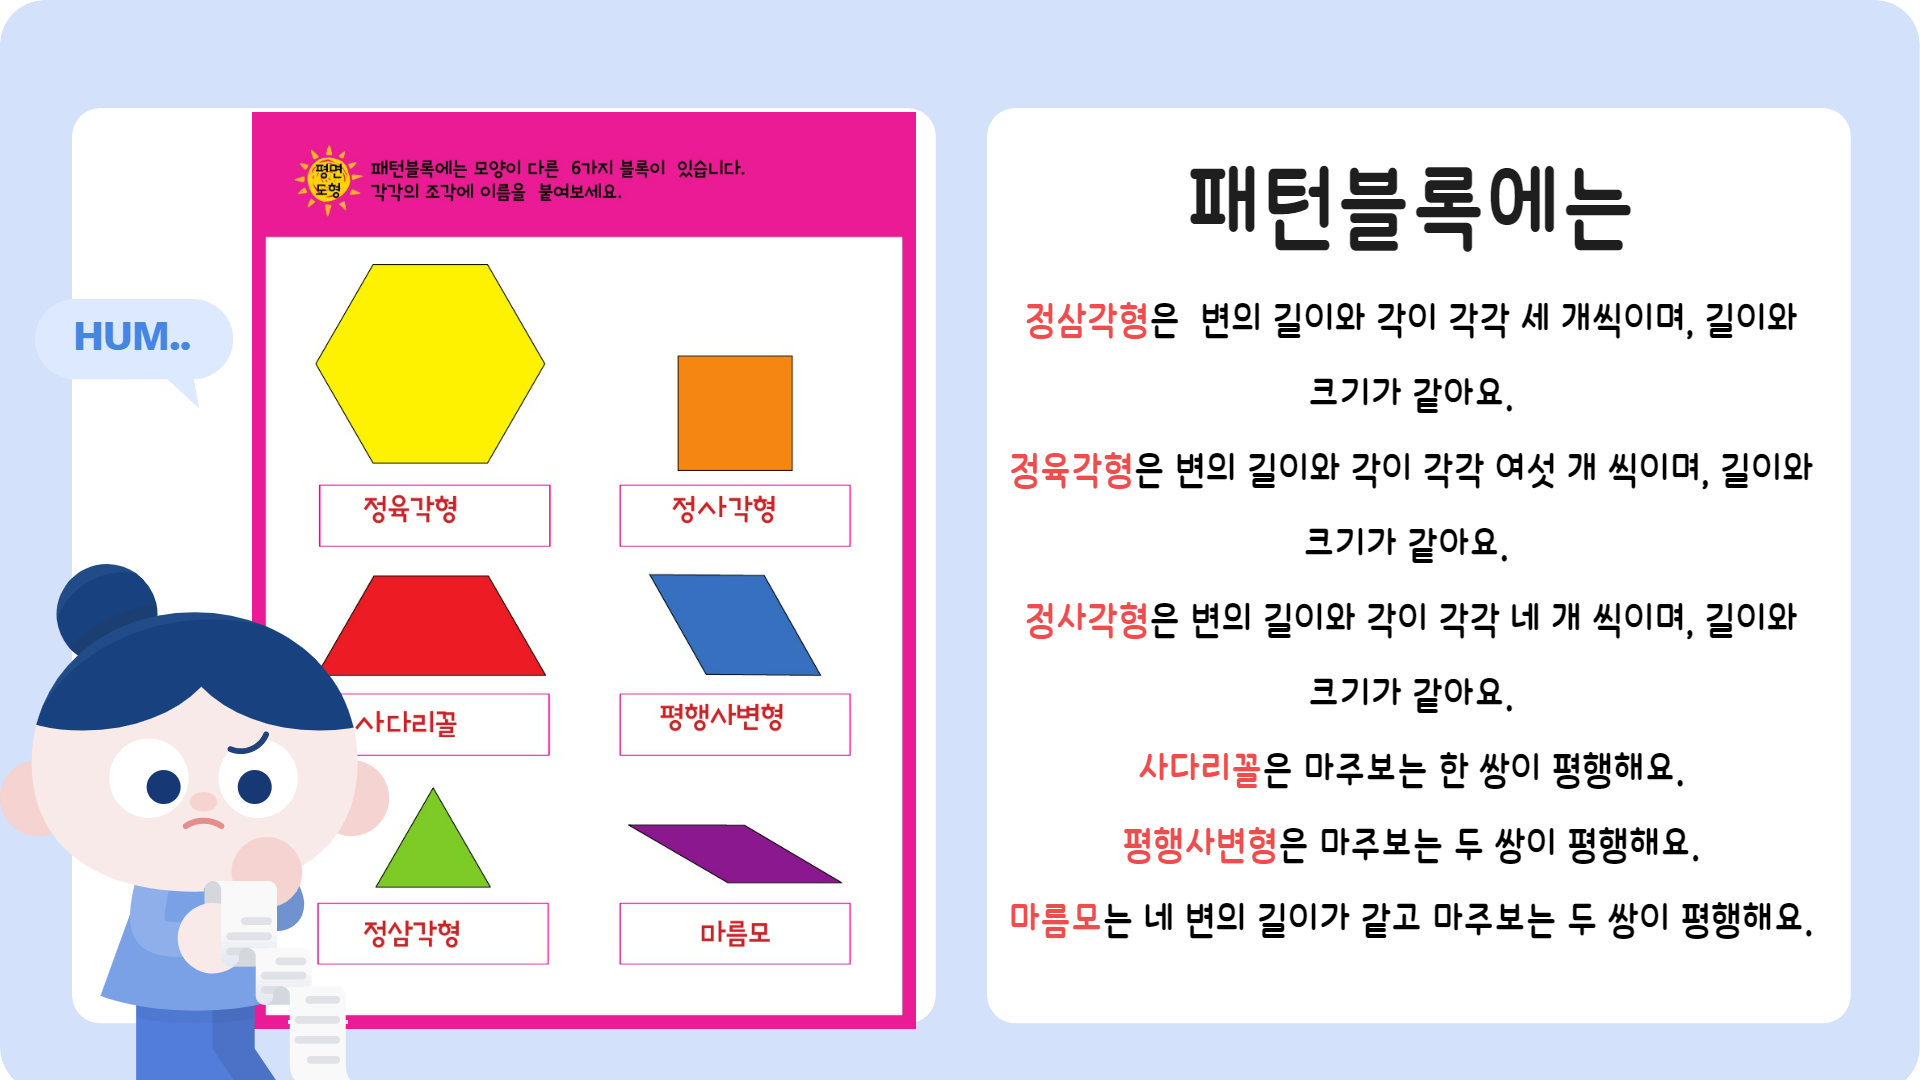 평면
도형
패턴블록에는 모양이 다른 6가지 블록이 있습니다.
각각의 조각에 이름을 붙여보세요.
HUM..
정육각형
정사각형
사다리꼴
평행사변형
정삼각형
마름모
패턴블록에는
정삼각형은 변의 길이와 각이 각각 세 개씩이며, 길이와
크기가 같아요.
정육각형은 변의 길이와 각이 각각 여섯 개 씩이며, 길이와
크기가 같아요.
정사각형은 변의 길이와 각이 각각 네 개 씩이며, 길이와
크기가 같아요.
사다리꼴은 마주보는 한 쌍이 평행해요.
평행사변형은 마주보는 두 쌍이 평행해요.
마름모는 네 변의 길이가 같고 마주보는 두 쌍이 평행해요.